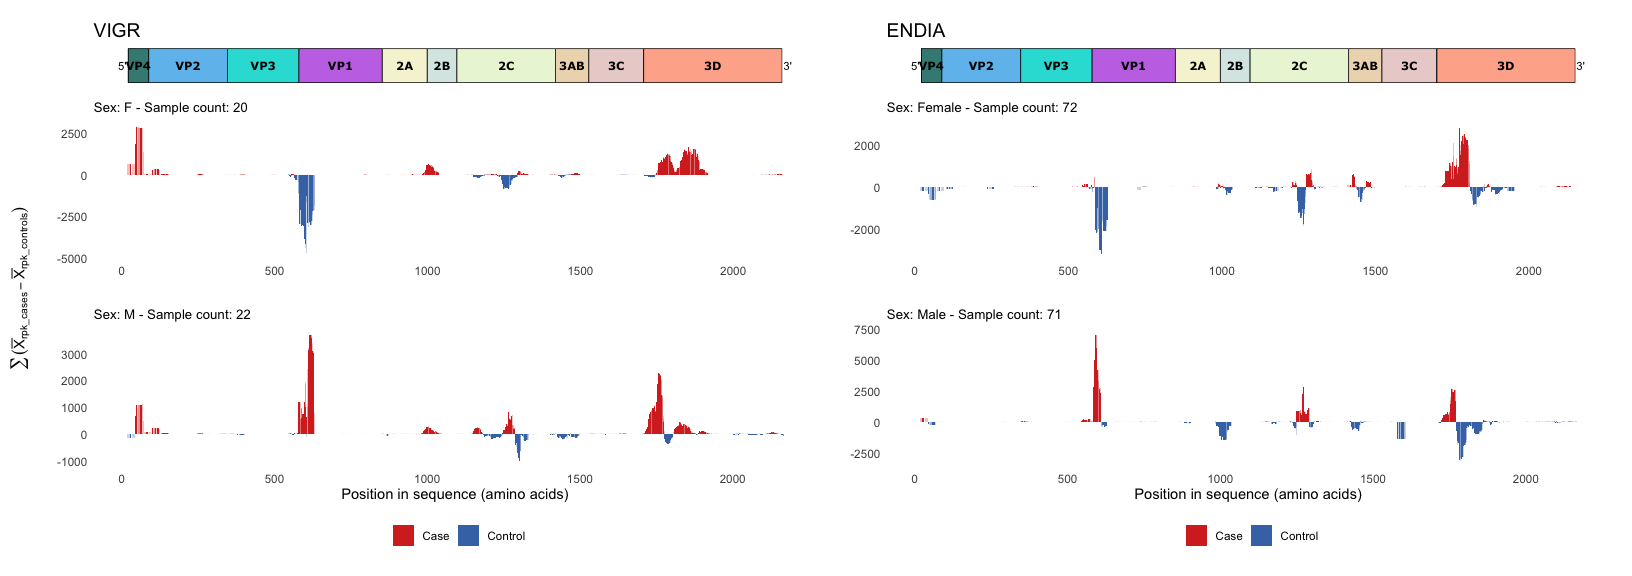 VIGR
5' VP4 VP2 VP3 VP1 2A 2B 2C 3AB 3C 3D 3'
Sex: F - Sample count: 20
2500
0
-2500
-5000
0 500 1000 1500 2000
Sex: M - Sample count: 22
3000
2000
1000
0
-1000
0 500 1000 1500 2000
Position in sequence (amino acids)
Case Control
∑ (X̅rpk_cases − X̅rpk_controls)
ENDIA
5' VP4 VP2 VP3 VP1 2A 2B 2C 3AB 3C 3D 3'
Sex: Female - Sample count: 72
2000
0
-2000
0 500 1000 1500 2000
Sex: Male - Sample count: 71
7500
5000
2500
0
-2500
0 500 1000 1500 2000
Position in sequence (amino acids)
Case Control